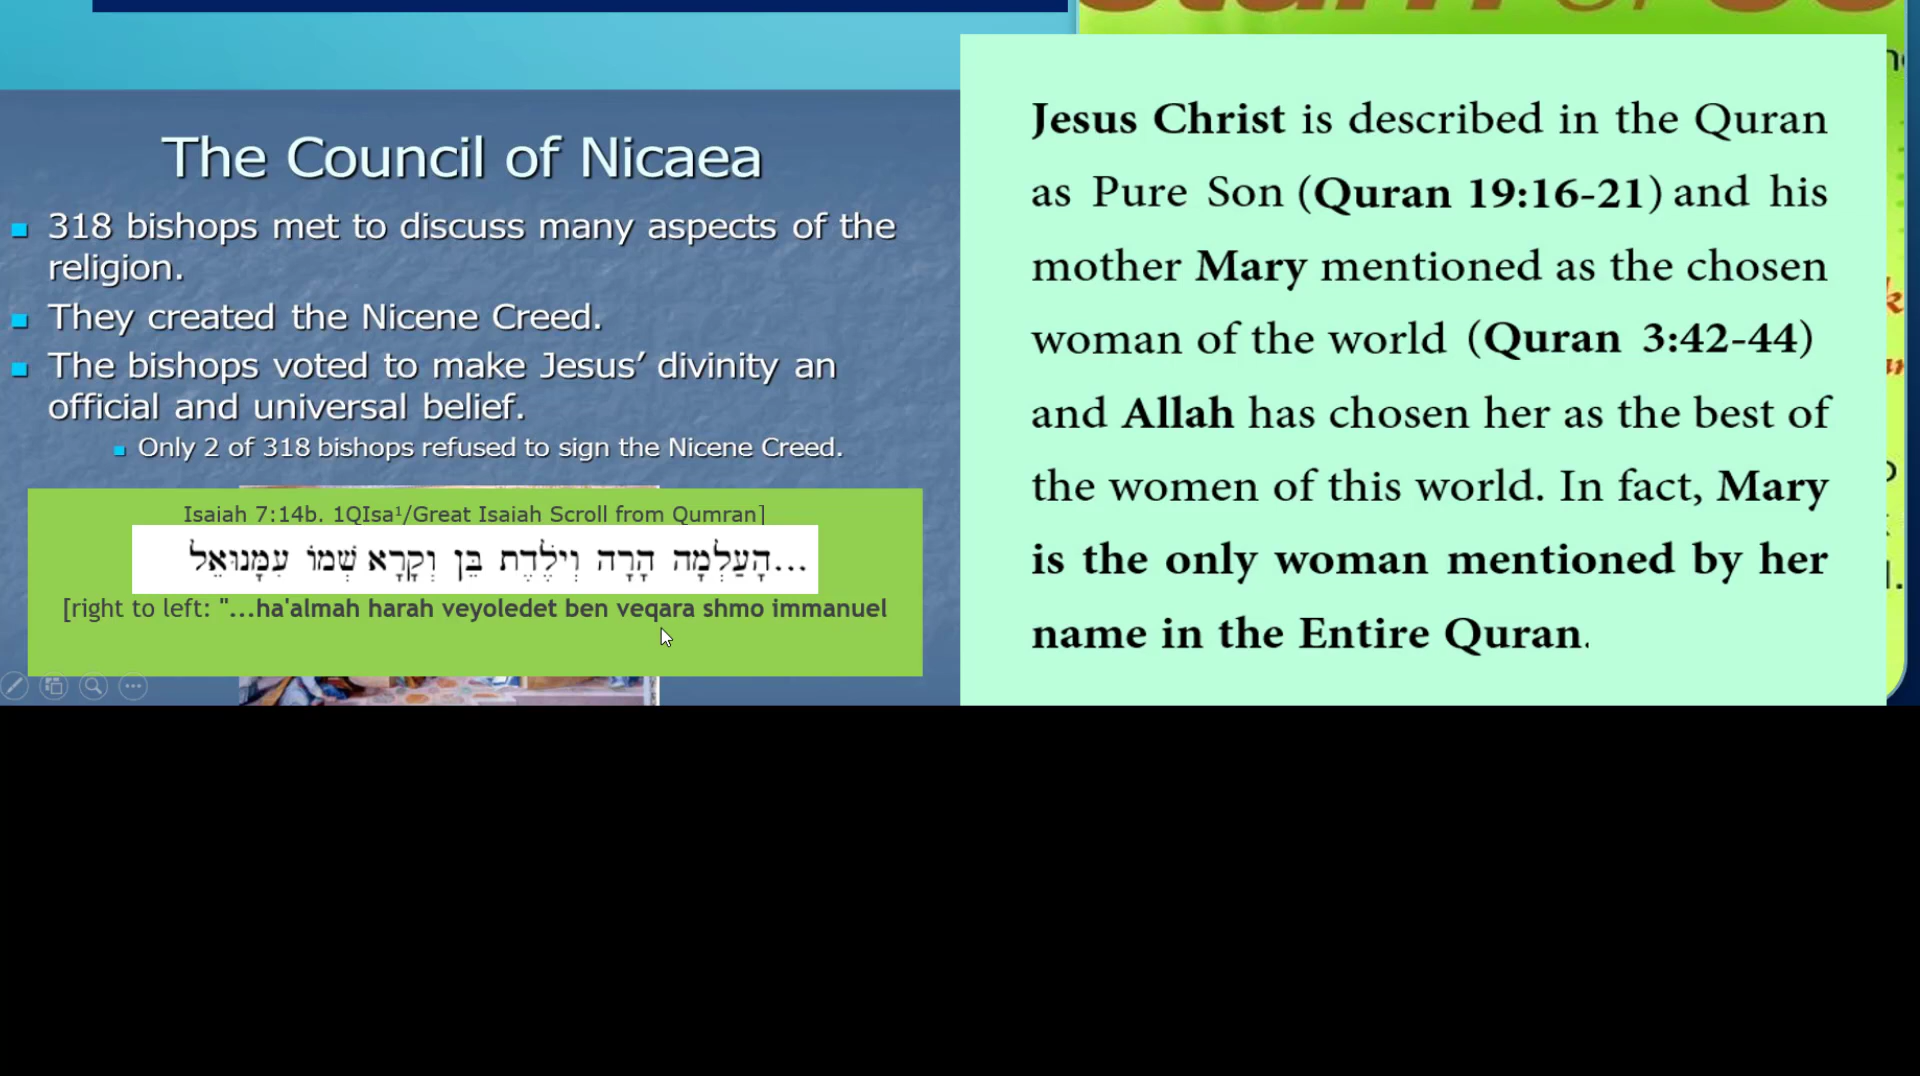 The Council of Nicaea
318 bishops met to discuss many aspects of the
religion.
They created the Nicene Creed.
The bishops voted to make Jesus’ divinity an
official and universal belief.
Only 2 of 318 bishops refused to sign the Nicene Creed.
Isaiah 7:14b. 1QIsa¹/Great Isaiah Scroll from Qumran]
...הָעַלְמָה הָרָה וְיֹלֶדֶת בֵּן וְקָרָא שְׁמוֹ עִמָּנוּאֵל
[right to left: "...ha'almah harah veyoledet ben veqara shmo immanuel
Jesus Christ is described in the Quran
as Pure Son (Quran 19:16-21) and his
mother Mary mentioned as the chosen
woman of the world (Quran 3:42-44)
and Allah has chosen her as the best of
the women of this world. In fact, Mary
is the only woman mentioned by her
name in the Entire Quran.